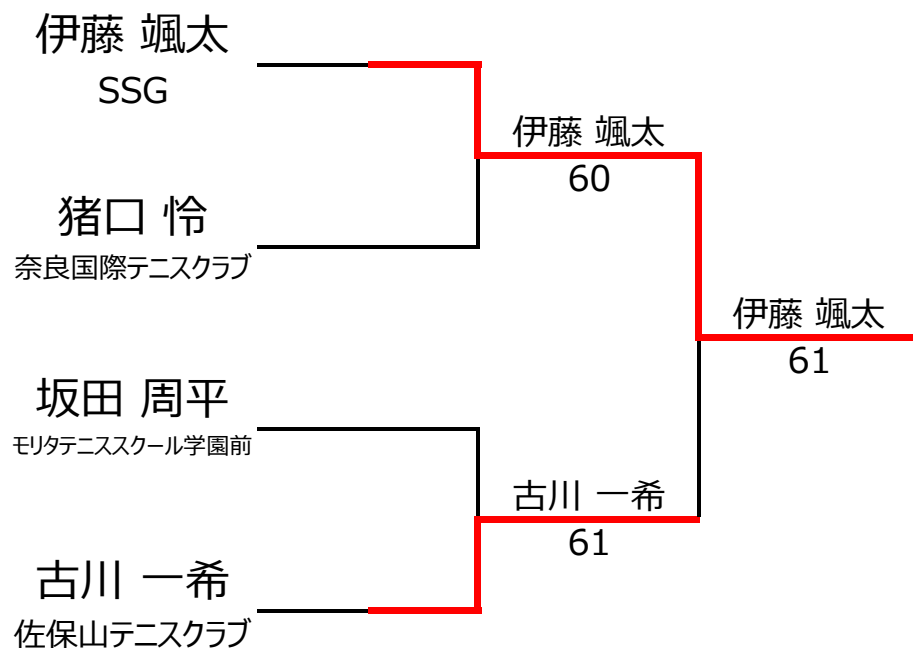 伊藤 颯太
SSG
猪口 怜
奈良国際テニスクラブ
坂田 周平
モリタテニススクール学園前
古川 一希
佐保山テニスクラブ
伊藤 颯太
60
古川 一希
61
伊藤 颯太
61